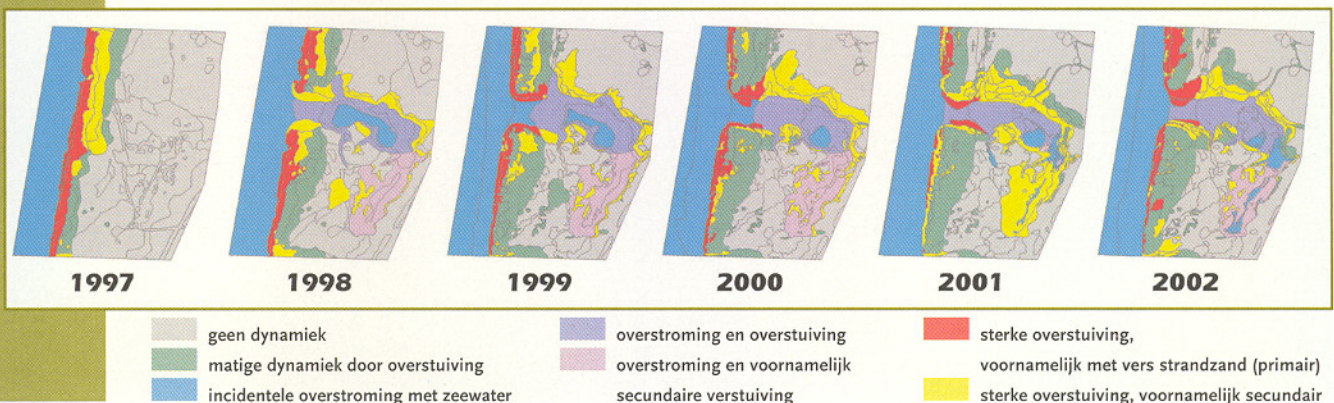 1997
1998
1999
2000
2001
2002
geen dynamiek
matige dynamiek door overstuiving
incidentele overstroming met zeewater
overstroming en overstuiving
overstroming en voornamelijk
secundaire verstuiving
sterke overstuiving,
voornamelijk met vers strandzand (primair)
sterke overstuiving, voornamelijk secundair